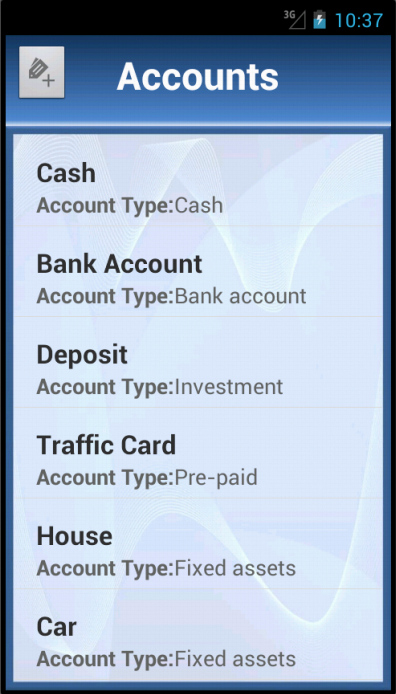 3G 10:37
Accounts
Cash
Account Type:Cash
Bank Account
Account Type:Bank account
Deposit
Account Type:Investment
Traffic Card
Account Type:Pre-paid
House
Account Type:Fixed assets
Car
Account Type:Fixed assets